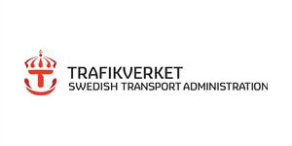 TRAFIKVERKET
SWEDISH TRANSPORT ADMINISTRATION